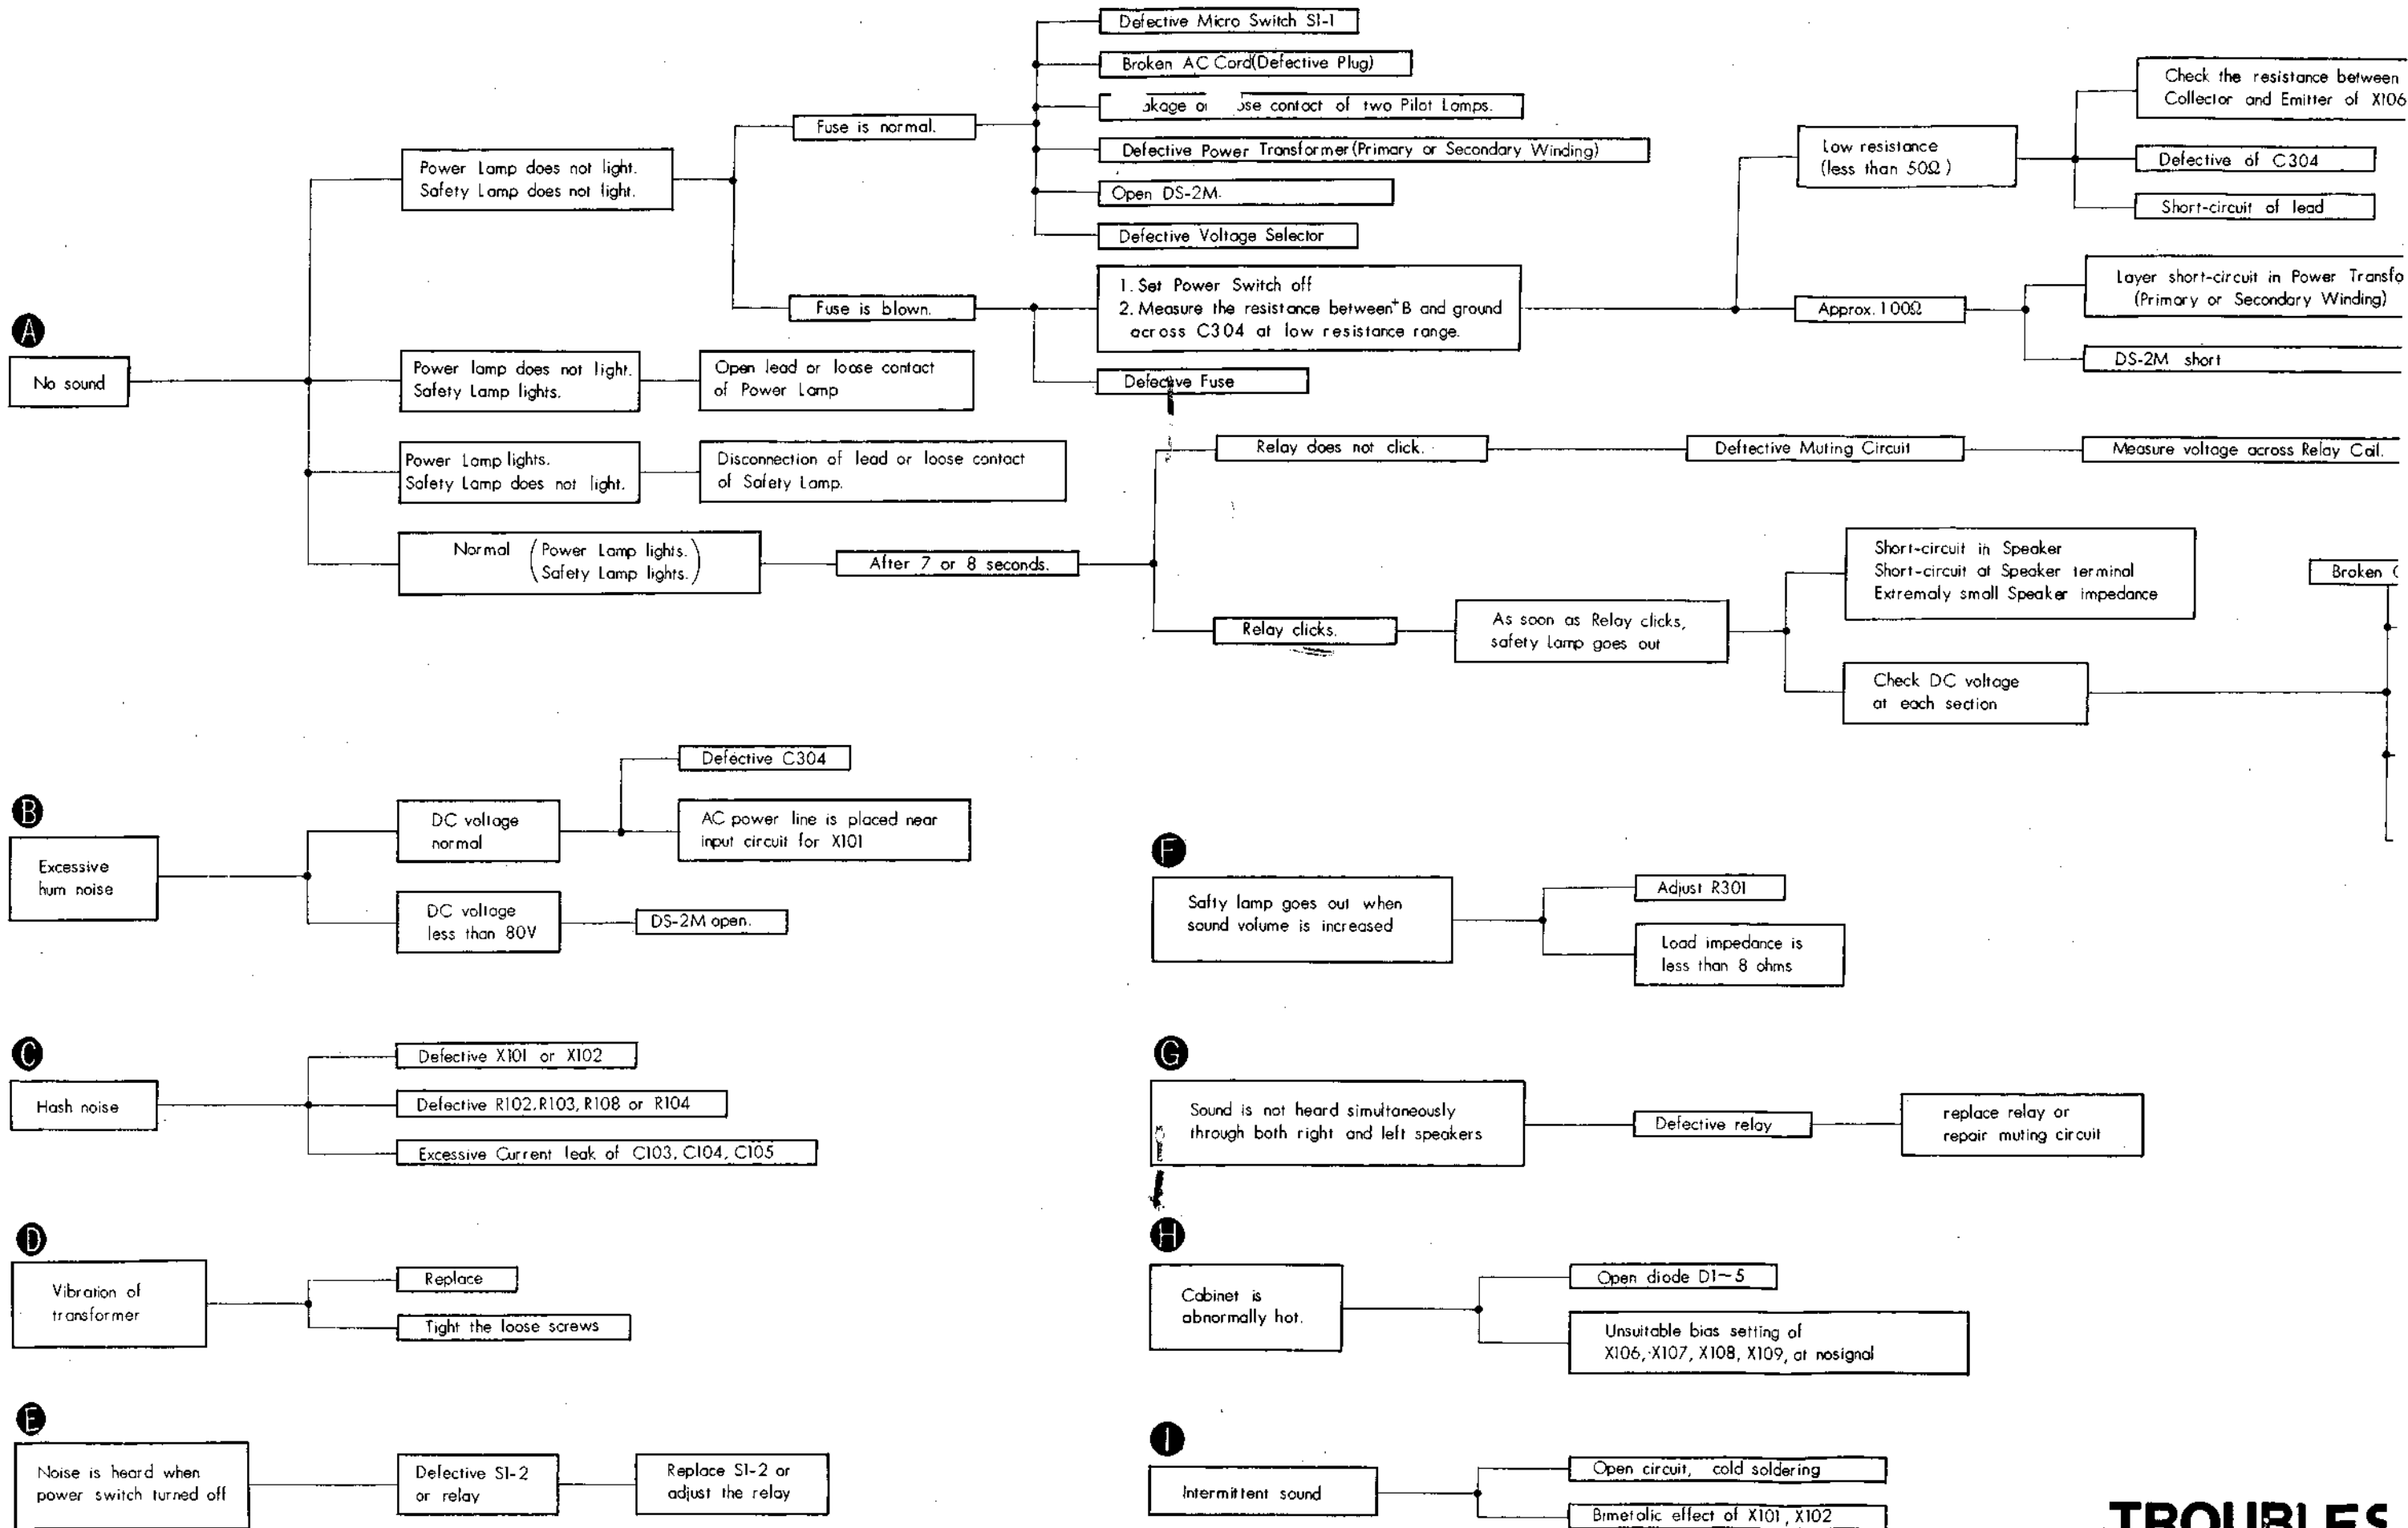 A
No sound
Power Lamp does not light.
Safety Lamp does not light.
Fuse is normal.
Defective Micro Switch S1-1
Broken AC Cord(Defective Plug)
contact of two Pilot Lamps.
Defective Power Transformer(Primary or Secondary Winding)
Open DS-2M.
Defective Voltage Selector
Fuse is blown.
1. Set Power Switch off
2. Measure the resistance between +B and ground
across C304 at low resistance range.
Defective Fuse
Low resistance
(less than 50Ω)
Check the resistance between
Collector and Emitter of X106
Defective of C304
Short-circuit of lead
Approx. 100Ω
Layer short-circuit in Power
(Primary or Secondary Winding)
DS-2M short
Power lamp does not light.
Safety Lamp lights.
Open lead or loose contact
of Power Lamp
Power Lamp lights.
Safety Lamp does not light.
Disconnection of lead or loose contact
of Safety Lamp.
Normal (Power Lamp lights.
Safety Lamp lights.)
After 7 or 8 seconds.
Relay does not click.
Deftective Muting Circuit
Measure voltage across Relay Coil.
Relay clicks.
As soon as Relay clicks,
safety lamp goes out
Short-circuit in Speaker
Short-circuit at Speaker terminal
Extremaly small Speaker impedance
Check DC voltage
at each section
Broken
B
Excessive
hum noise
DC voltage
normal
Defective C304
AC power line is placed near
input circuit for X101
DC voltage
less than 80V
DS-2M open.
C
Hash noise
Defective X101 or X102
Defective R102, R103, R108 or R104
Excessive Current leak of C103, C104, C105
D
Vibration of
transformer
Replace
Tight the loose screws
E
Noise is heard when
power switch turned off
Defective S1-2
or relay
Replace S1-2 or
adjust the relay
F
Safty lamp goes out when
sound volume is increased
Adjust R301
Load impedance is
less than 8 ohms
G
Sound is not heard simultaneously
through both right and left speakers
Defective relay
replace relay or
repair muting circuit
H
Cabinet is
abnormally hot.
Open diode D1~5
Unsuitable bias setting of
X106, X107, X108, X109, at nosignal
I
Intermittent sound
Open circuit, cold soldering
Bimetolic effect of X101, X102